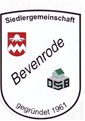 Siedlergemeinschaft
Bevenrode
DSB
gegründet 1961